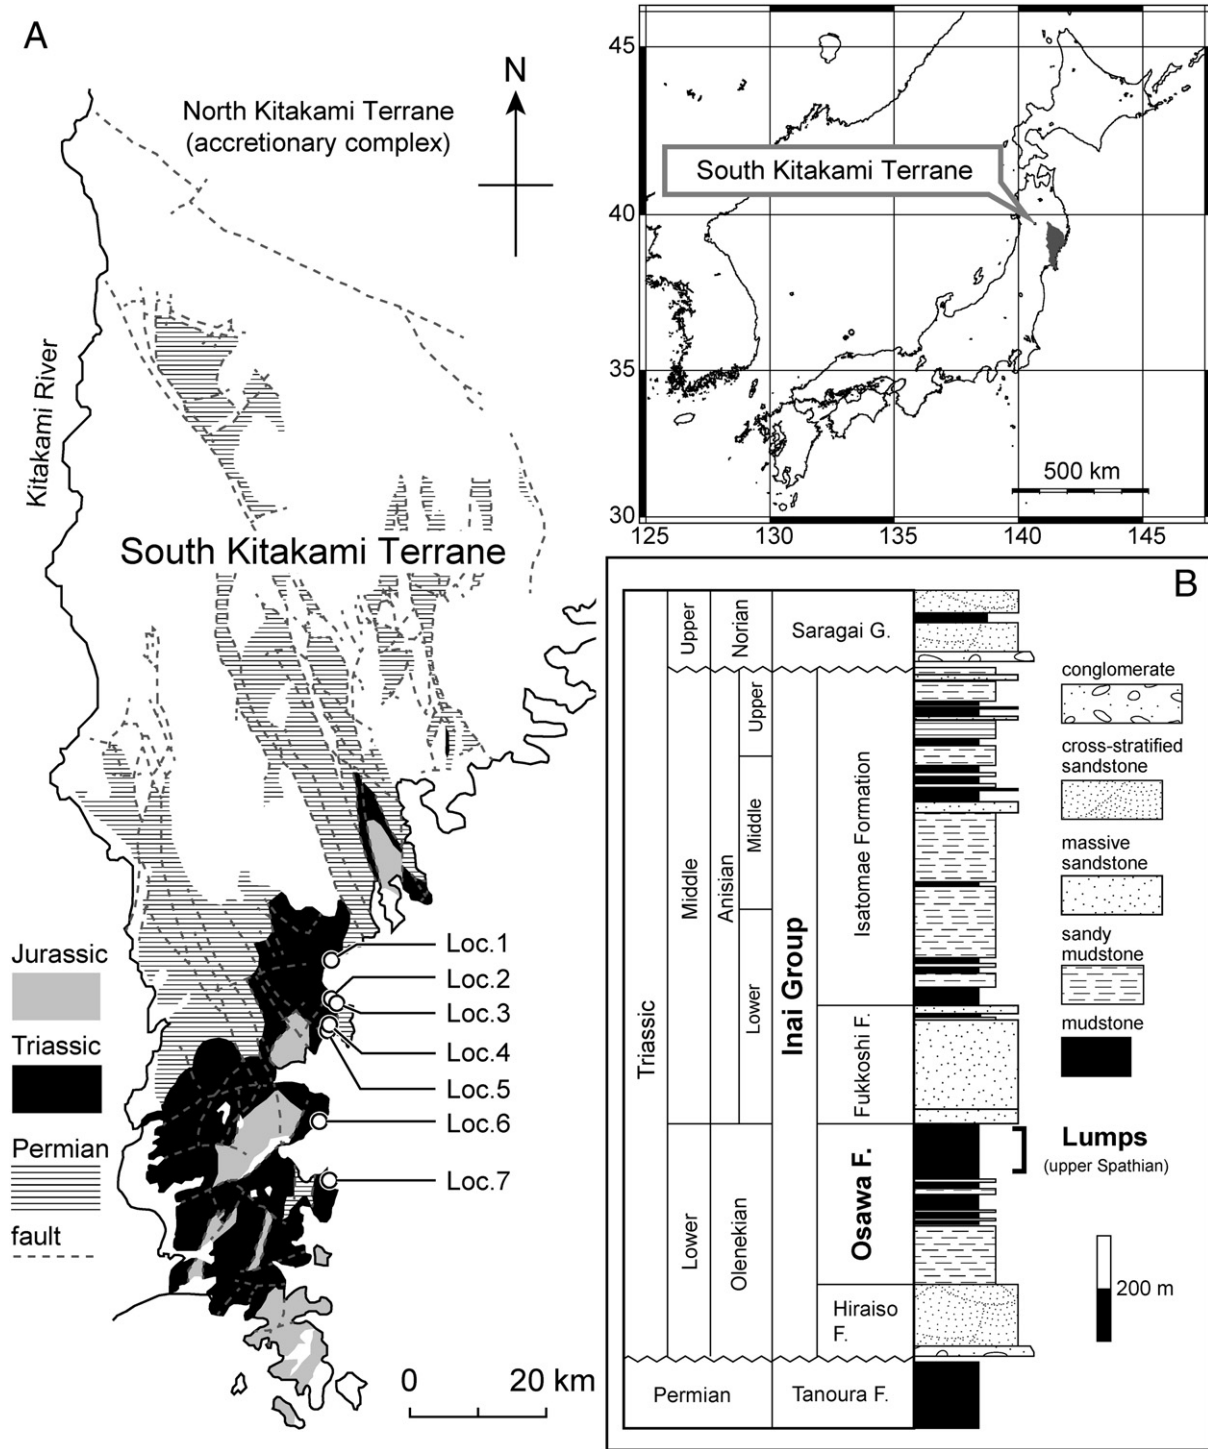 A
North Kitakami Terrane
(accretionary complex)
N
Kitakami River
South Kitakami Terrane
Loc.1
Loc.2
Loc.3
Loc.4
Loc.5
Loc.6
Loc.7
Jurassic
Triassic
Permian
fault
0 20 km
45
40
35
30
125 130 135 140 145
South Kitakami Terrane
500 km
B
Triassic
Upper
Norian
Saragai G.
Middle
Anisian
Upper
Middle
Lower
Inai Group
Isatomae Formation
Fukkoshi F.
Lower
Olenekian
Osawa F.
Hiraiso
F.
Permian
Tanoura F.
conglomerate
cross-stratified
sandstone
massive
sandstone
sandy
mudstone
mudstone
Lumps
(upper Spathian)
200 m